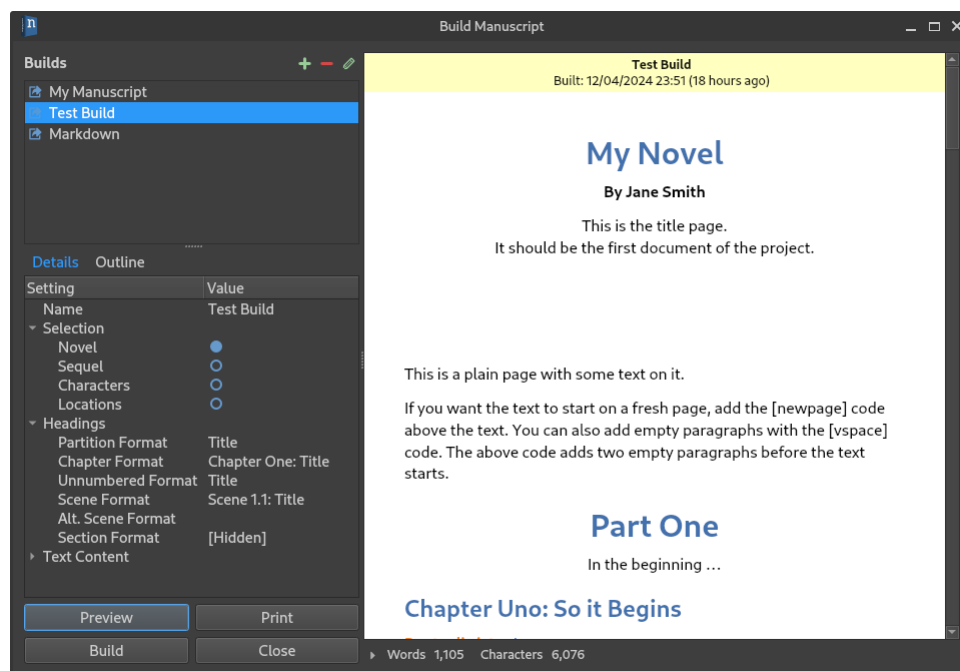 n
Build Manuscript
Builds
My Manuscript
Test Build
Markdown
Details Outline
Setting Value
Name Test Build
Selection
Novel
Sequel
Characters
Locations
Headings
Partition Format Title
Chapter Format Chapter One: Title
Unnumbered Format Title
Scene Format Scene 1.1: Title
Alt. Scene Format
Section Format [Hidden]
Text Content
Preview Print
Build Close
Test Build
Built: 12/04/2024 23:51 (18 hours ago)
My Novel
By Jane Smith
This is the title page.
It should be the first document of the project.
This is a plain page with some text on it.
If you want the text to start on a fresh page, add the [newpage] code
above the text. You can also add empty paragraphs with the [vspace]
code. The above code adds two empty paragraphs before the text
starts.
Part One
In the beginning …
Chapter Uno: So it Begins
Words 1,105 Characters 6,076